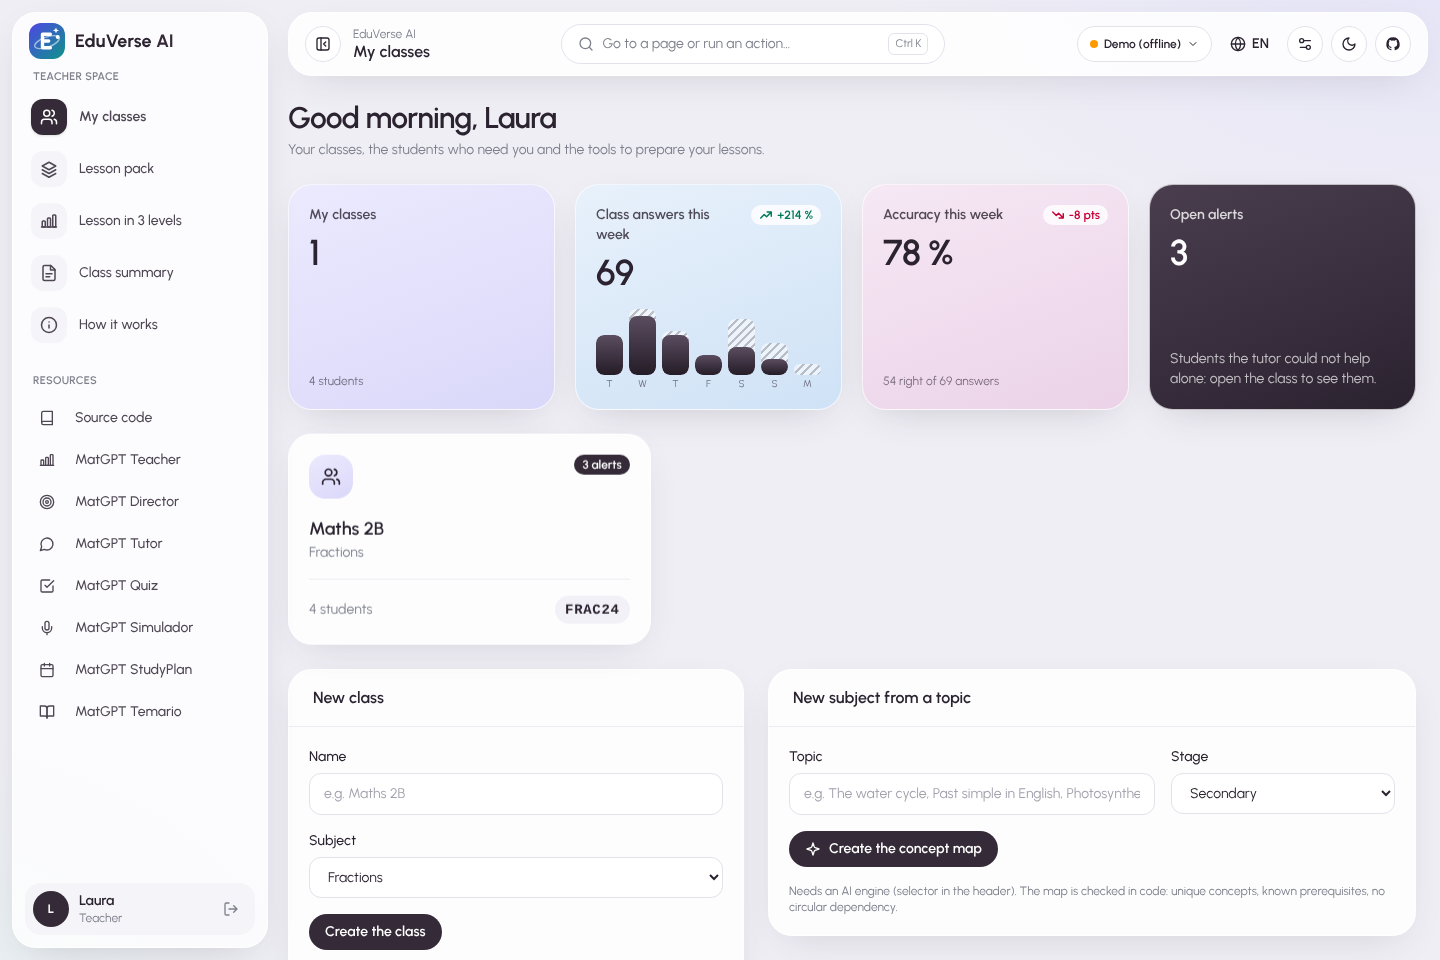 EduVerse AI
TEACHER SPACE
My classes
Lesson pack
Lesson in 3 levels
Class summary
How it works
RESOURCES
Source code
MatGPT Teacher
MatGPT Director
MatGPT Tutor
MatGPT Quiz
MatGPT Simulador
MatGPT StudyPlan
MatGPT Temario
L
Laura
Teacher
EduVerse AI
My classes
Go to a page or run an action...
Ctrl K
Demo (offline)
EN
Good morning, Laura
Your classes, the students who need you and the tools to prepare your lessons.
My classes
1
4 students
Class answers this
week
+214 %
69
T W T F S S M
Accuracy this week
-8 pts
78 %
54 right of 69 answers
Open alerts
3
Students the tutor could not help
alone: open the class to see them.
3 alerts
Maths 2B
Fractions
4 students
FRAC24
New class
Name
e.g. Maths 2B
Subject
Fractions
Create the class
New subject from a topic
Topic
e.g. The water cycle, Past simple in English, Photosynthe
Stage
Secondary
Create the concept map
Needs an AI engine (selector in the header). The map is checked in code: unique concepts, known prerequisites, no
circular dependency.